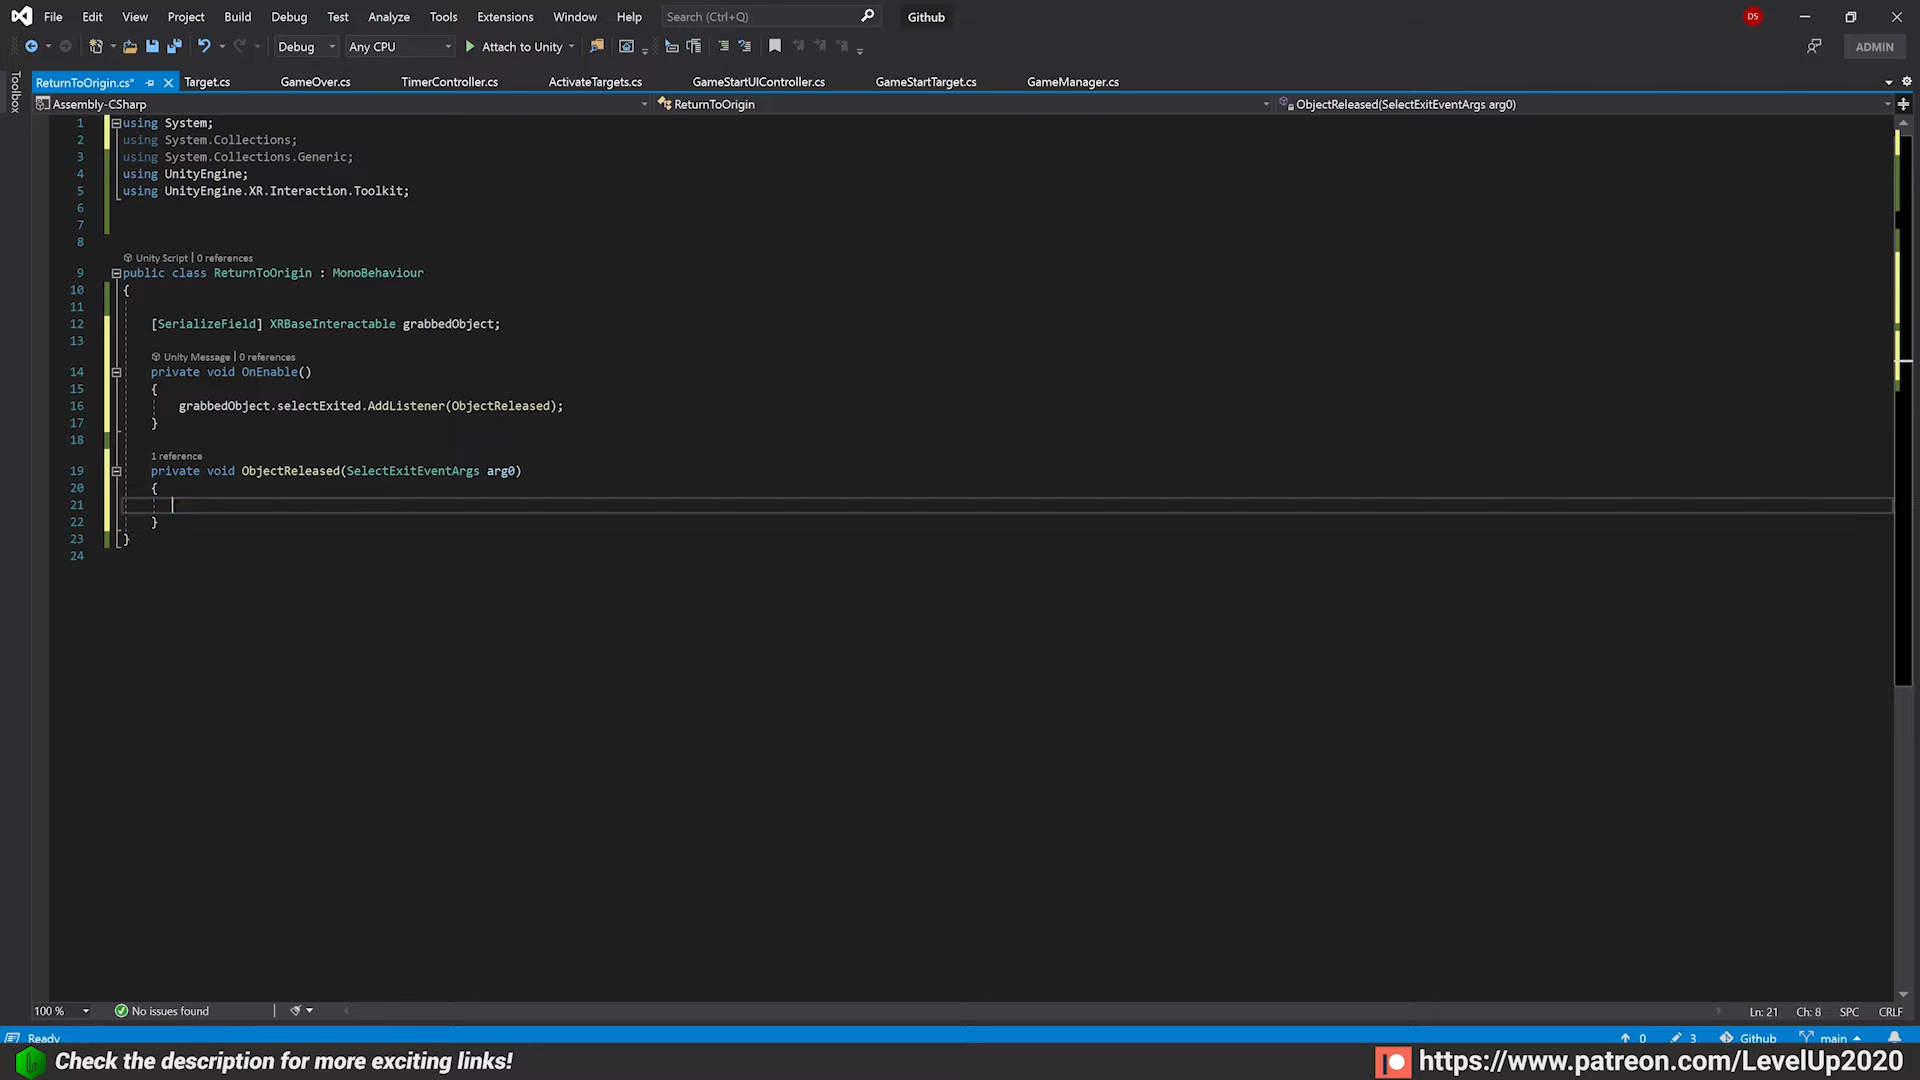 File Edit View Project Build Debug Test Analyze Tools Extensions Window Help Search (Ctrl+Q) Github DS
Debug Any CPU Attach to Unity ADMIN
Toolbox
ReturnToOrigin.cs* Target.cs GameOver.cs TimerController.cs ActivateTargets.cs GameStartUIController.cs GameStartTarget.cs GameManager.cs
Assembly-CSharp ReturnToOrigin ObjectReleased(SelectExitEventArgs arg0)
1 using System;
2 using System.Collections;
3 using System.Collections.Generic;
4 using UnityEngine;
5 using UnityEngine.XR.Interaction.Toolkit;
6
7
8
Unity Script | 0 references
9 public class ReturnToOrigin : MonoBehaviour
10 {
11
12 [SerializeField] XRBaseInteractable grabbedObject;
13
Unity Message | 0 references
14 private void OnEnable()
15 {
16 grabbedObject.selectExited.AddListener(ObjectReleased);
17 }
18
1 reference
19 private void ObjectReleased(SelectExitEventArgs arg0)
20 {
21
22 }
23 }
24
100 % No issues found Ln: 21 Ch: 8 SPC CRLF
Ready 0 3 Github main
Check the description for more exciting links! https://www.patreon.com/LevelUp2020